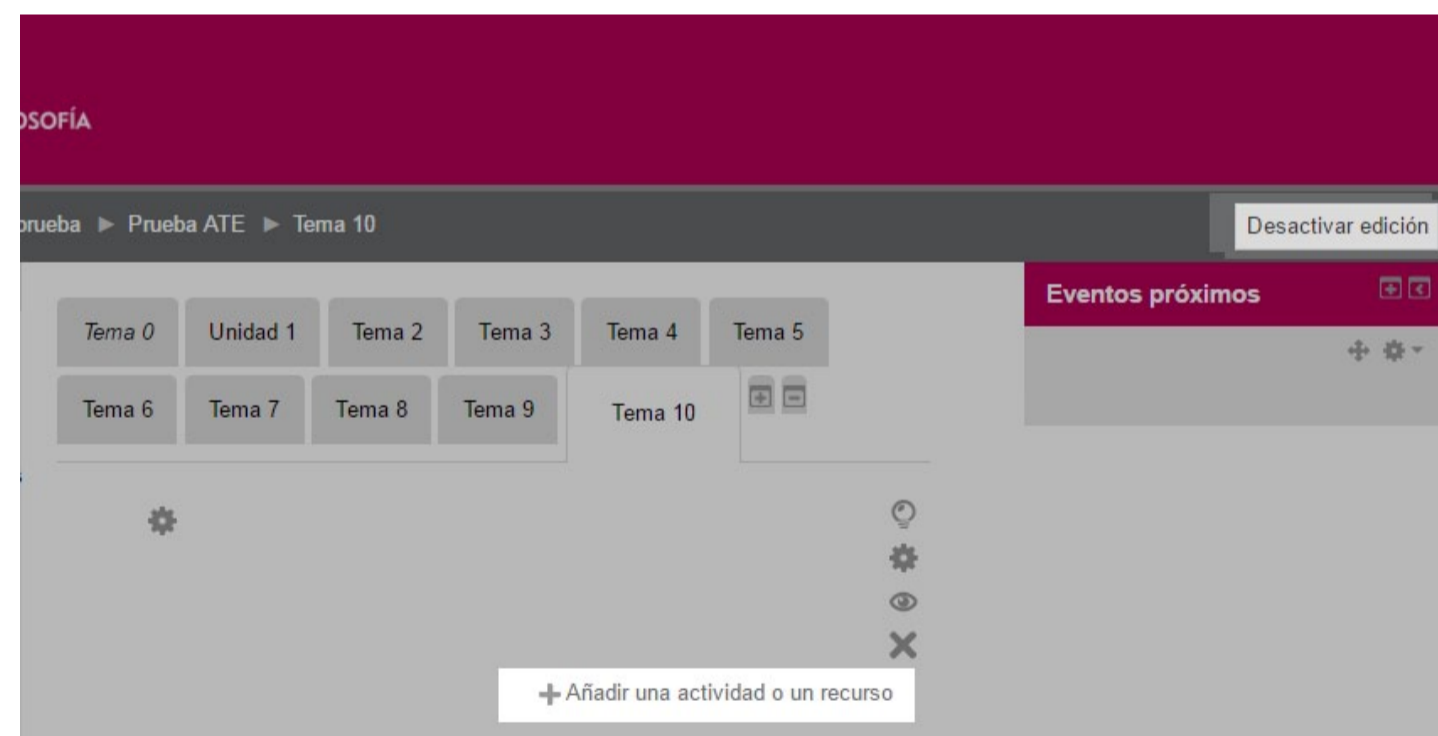 OSOFÍA
prueba ► Prueba ATE ► Tema 10
Desactivar edición
Eventos próximos
Tema 0 Unidad 1 Tema 2 Tema 3 Tema 4 Tema 5
Tema 6 Tema 7 Tema 8 Tema 9 Tema 10
s
Añadir una actividad o un recurso